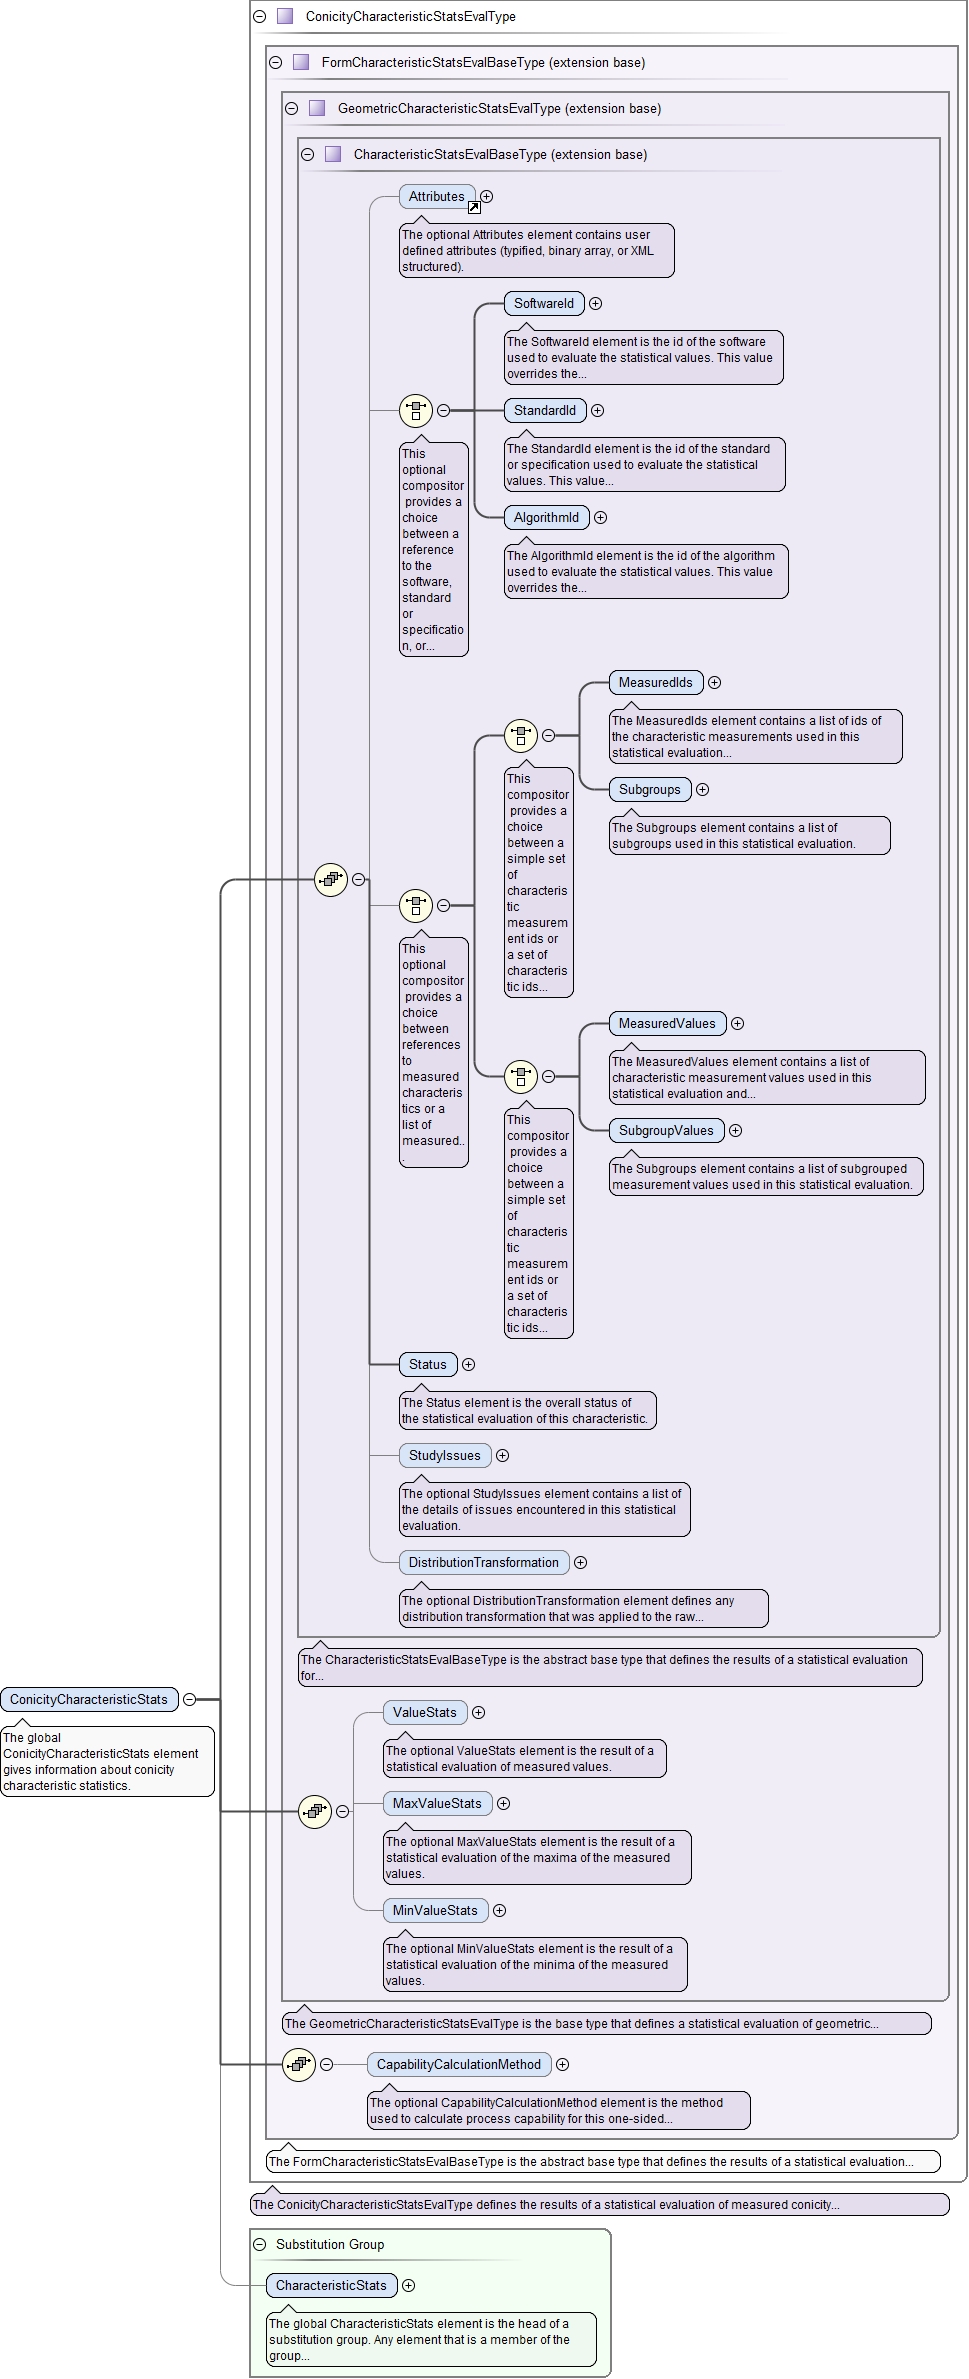 ConicityCharacteristicStatsEvalType
FormCharacteristicStatsEvalBaseType (extension base)
GeometricCharacteristicStatsEvalType (extension base)
CharacteristicStatsEvalBaseType (extension base)
Attributes
The optional Attributes element contains user
defined attributes (typified, binary array, or XML
structured).
SoftwareId
The SoftwareId element is the id of the software
used to evaluate the statistical values. This value
overrides the...
StandardId
The StandardId element is the id of the standard
or specification used to evaluate the statistical
values. This value...
AlgorithmId
The AlgorithmId element is the id of the algorithm
used to evaluate the statistical values. This value
overrides the...
This
optional
compositor
provides a
choice
between a
reference
to the
software,
standard
or
specificatio
n, or...
MeasuredIds
The MeasuredIds element contains a list of ids of
the characteristic measurements used in this
statistical evaluation...
Subgroups
The Subgroups element contains a list of
subgroups used in this statistical evaluation.
This
compositor
provides a
choice
between a
simple set
of
characteris
tic
measurem
ent ids or
a set of
characteris
tic ids...
This
optional
compositor
provides a
choice
between
references
to
measured
characteris
tics or a
list of
measured..
.
MeasuredValues
The MeasuredValues element contains a list of
characteristic measurement values used in this
statistical evaluation and...
SubgroupValues
The Subgroups element contains a list of subgrouped
measurement values used in this statistical evaluation.
This
compositor
provides a
choice
between a
simple set
of
characteris
tic
measurem
ent ids or
a set of
characteris
tic ids...
Status
The Status element is the overall status of
the statistical evaluation of this characteristic.
StudyIssues
The optional StudyIssues element contains a list of
the details of issues encountered in this statistical
evaluation.
DistributionTransformation
The optional DistributionTransformation element defines any
distribution transformation that was applied to the raw...
The CharacteristicStatsEvalBaseType is the abstract base type that defines the results of a statistical evaluation
for...
ConicityCharacteristicStats
The global
ConicityCharacteristicStats element
gives information about conicity
characteristic statistics.
ValueStats
The optional ValueStats element is the result of a
statistical evaluation of measured values.
MaxValueStats
The optional MaxValueStats element is the result of a
statistical evaluation of the maxima of the measured
values.
MinValueStats
The optional MinValueStats element is the result of a
statistical evaluation of the minima of the measured
values.
The GeometricCharacteristicStatsEvalType is the base type that defines a statistical evaluation of geometric...
CapabilityCalculationMethod
The optional CapabilityCalculationMethod element is the method
used to calculate process capability for this one-sided...
The FormCharacteristicStatsEvalBaseType is the abstract base type that defines the results of a statistical evaluation...
The ConicityCharacteristicStatsEvalType defines the results of a statistical evaluation of measured conicity...
Substitution Group
CharacteristicStats
The global CharacteristicStats element is the head of a
substitution group. Any element that is a member of the
group...